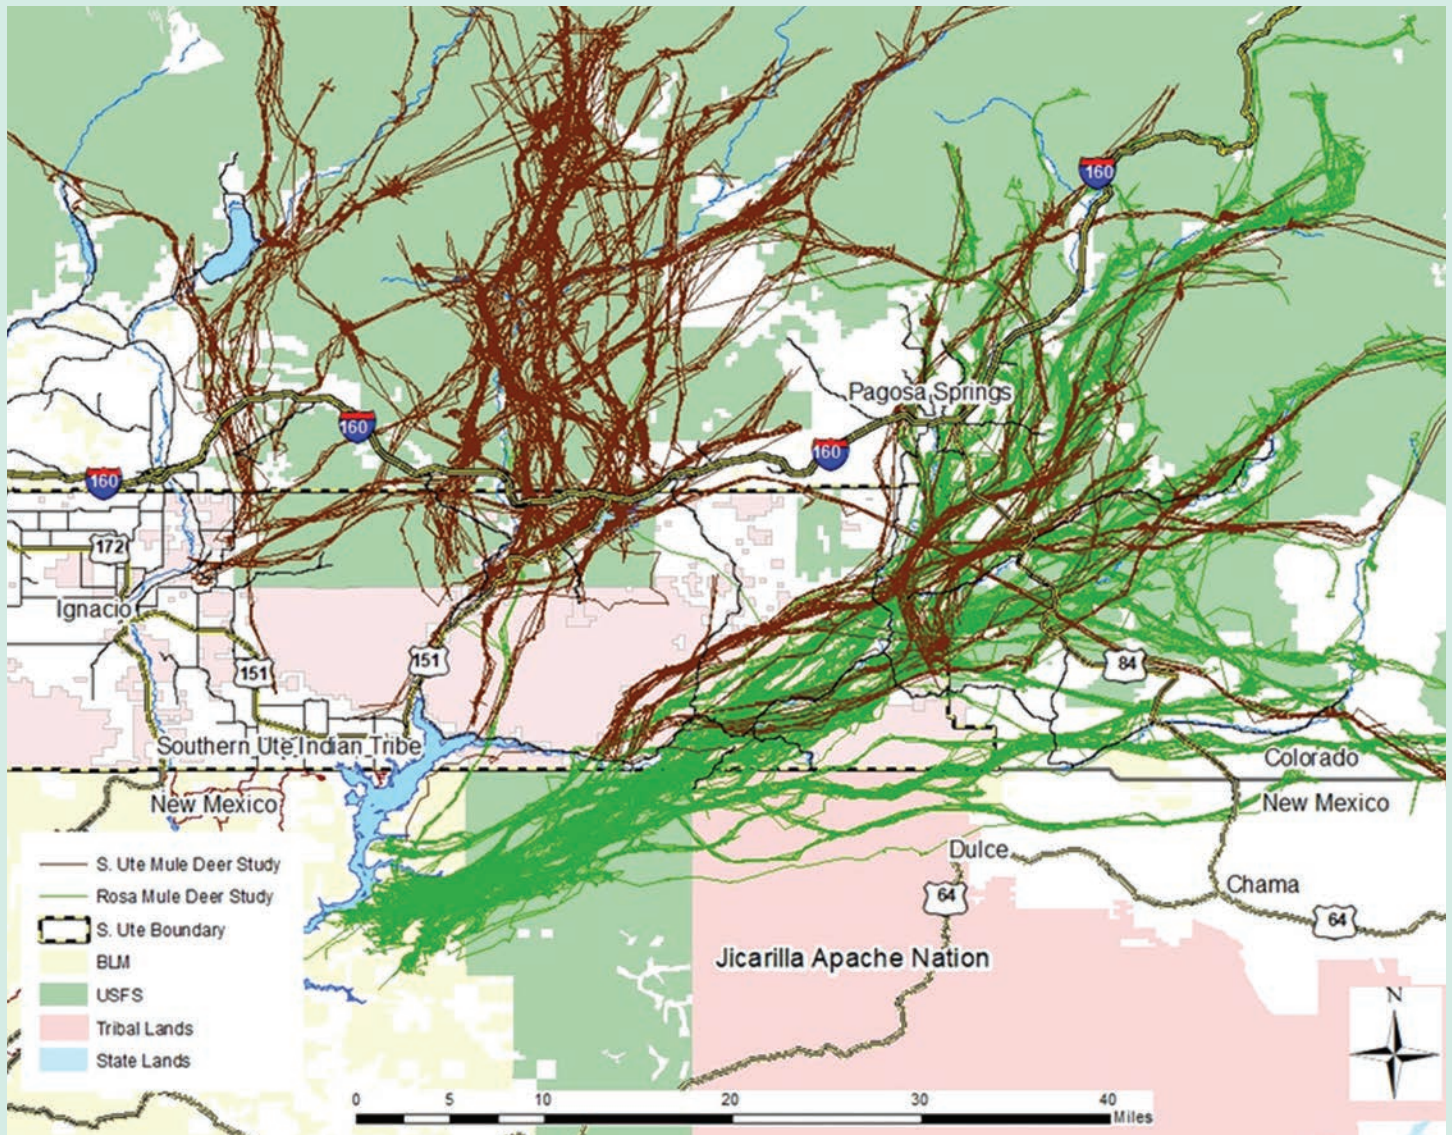 160
Pagosa Springs
160
160
160
172
Ignacio
151
151
84
Southern Ute Indian Tribe
Colorado
New Mexico
New Mexico
Dulce
Chama
64
64
Jicarilla Apache Nation
S. Ute Mule Deer Study
Rosa Mule Deer Study
S. Ute Boundary
BLM
USFS
Tribal Lands
State Lands
N
0 5 10 20 30 40
Miles